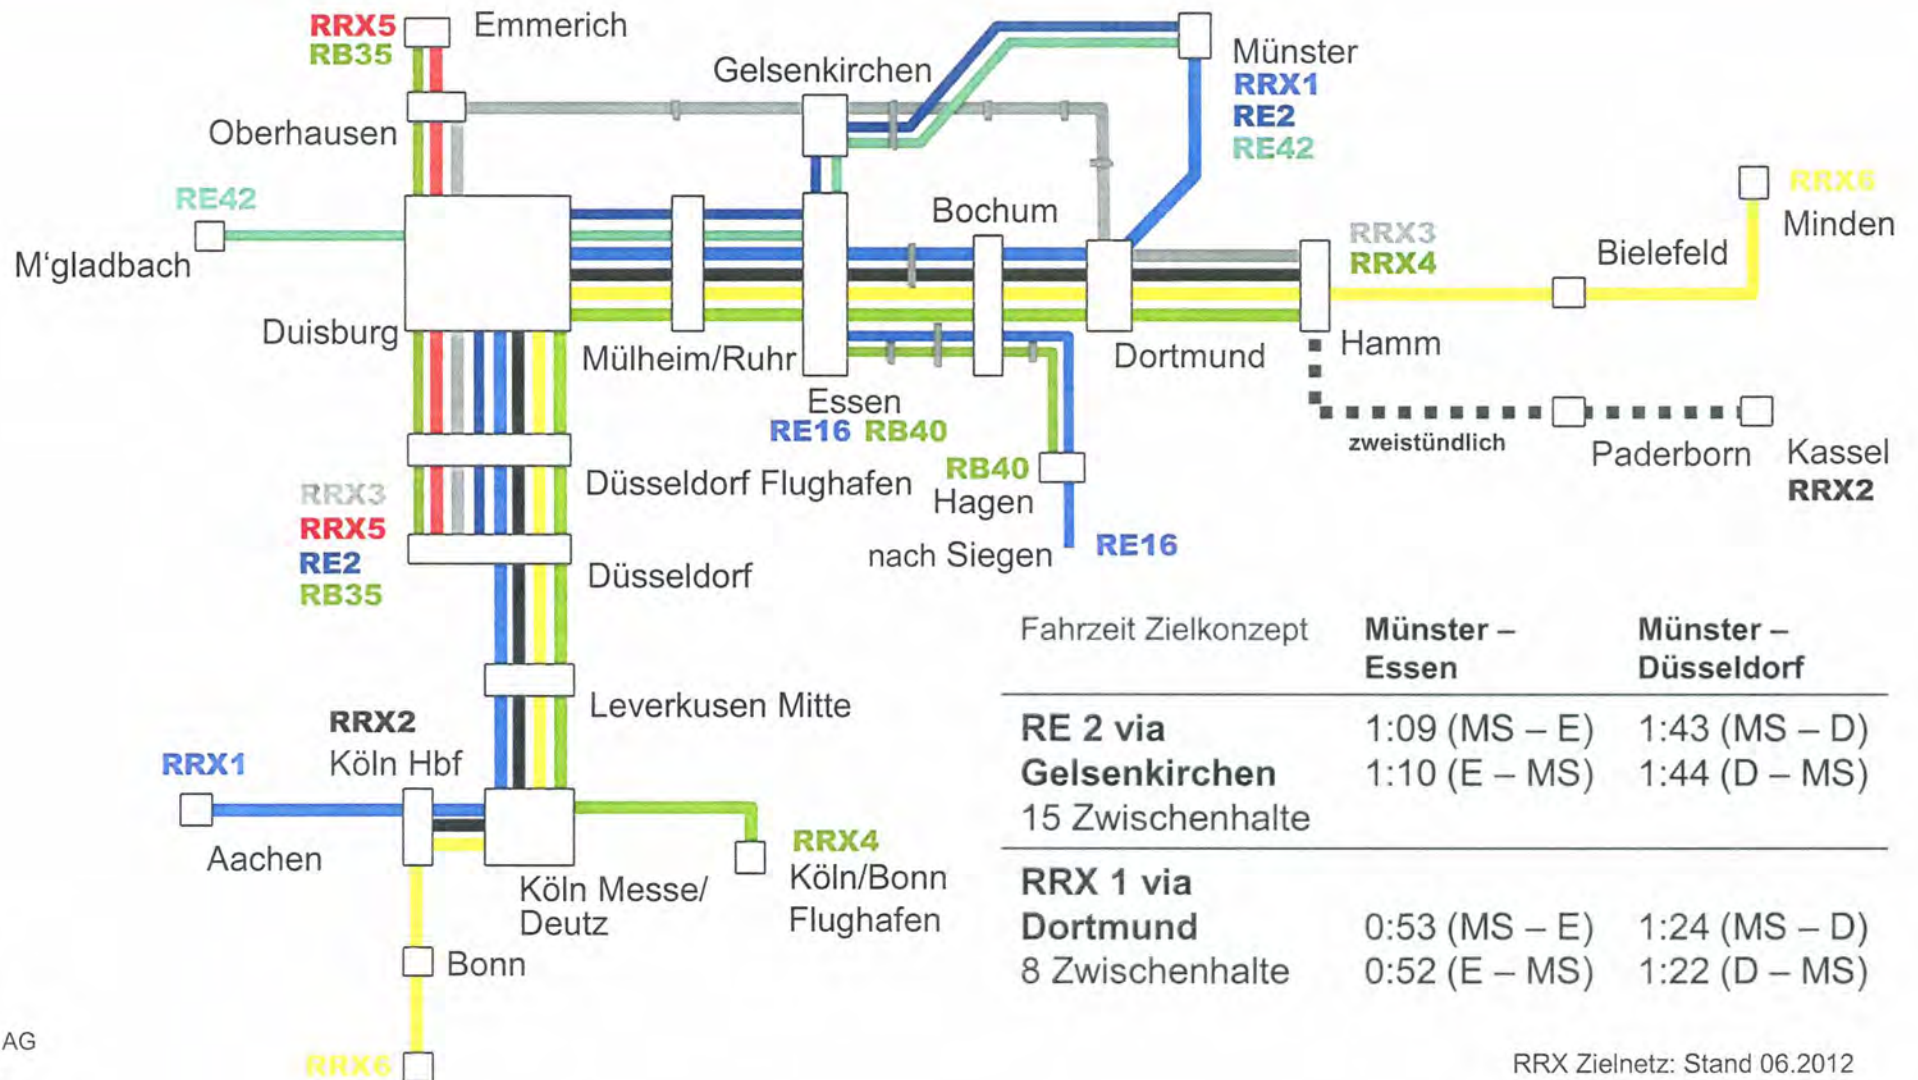 RRX5
RB35
Emmerich
Gelsenkirchen
Münster
RRX1
RE2
RE42
Oberhausen
RE42
M'gladbach
Duisburg
Mülheim/Ruhr
Bochum
Essen
RE16 RB40
Dortmund
RRX3
RRX4
Hamm
Bielefeld
RRX6
Minden
zweistündlich
Paderborn
Kassel
RRX2
RB40
Hagen
nach Siegen
RE16
Düsseldorf Flughafen
RRX3
RRX5
RE2
RB35
Düsseldorf
Leverkusen Mitte
RRX2
Köln Hbf
RRX1
Aachen
Köln Messe/
Deutz
RRX4
Köln/Bonn
Flughafen
Bonn
RRX6
AG
Fahrzeit Zielkonzept Münster – Münster –
Essen Düsseldorf
RE 2 via 1:09 (MS – E) 1:43 (MS – D)
Gelsenkirchen 1:10 (E – MS) 1:44 (D – MS)
15 Zwischenhalte
RRX 1 via
Dortmund 0:53 (MS – E) 1:24 (MS – D)
8 Zwischenhalte 0:52 (E – MS) 1:22 (D – MS)
RRX Zielnetz: Stand 06.2012